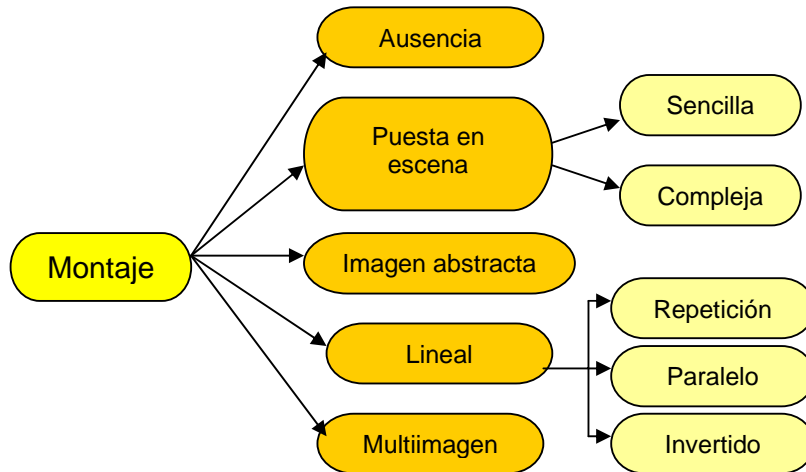 Montaje
Ausencia
Puesta en
escena
Sencilla
Compleja
Imagen abstracta
Lineal
Repetición
Paralelo
Invertido
Multiimagen